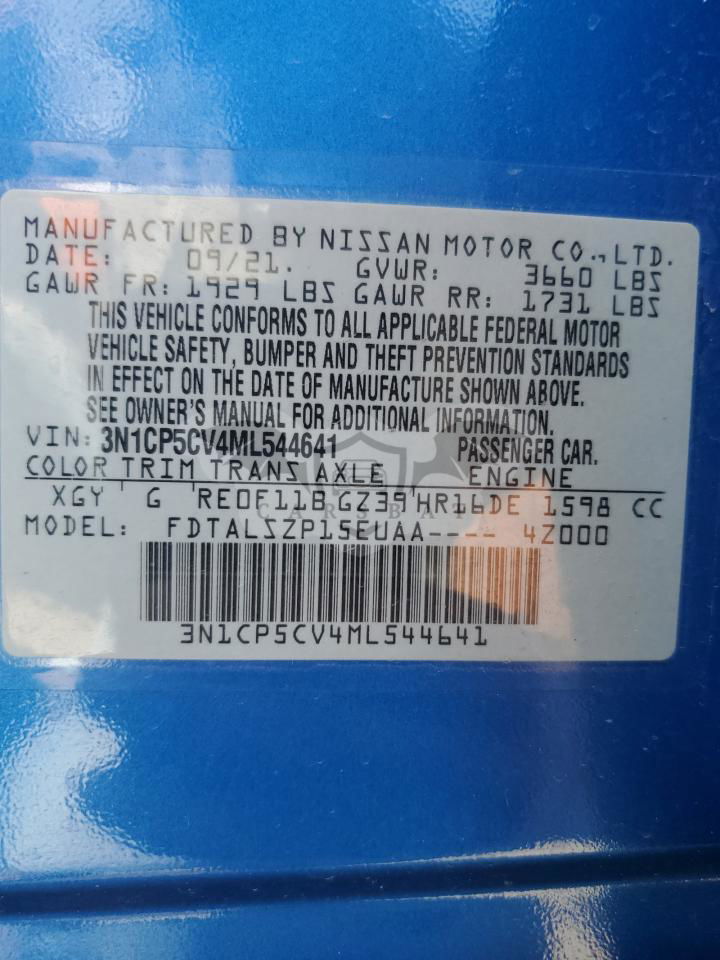 MANUFACTURED BY NISSAN MOTOR CO., LTD.
DATE: 09/21. GVWR: 3660 LBS
GAWR FR: 1929 LBS GAWR RR: 1731 LBS
THIS VEHICLE CONFORMS TO ALL APPLICABLE FEDERAL MOTOR
VEHICLE SAFETY, BUMPER AND THEFT PREVENTION STANDARDS
IN EFFECT ON THE DATE OF MANUFACTURE SHOWN ABOVE.
SEE OWNER'S MANUAL FOR ADDITIONAL INFORMATION.
VIN: 3N1CP5CV4ML544641 PASSENGER CAR.
COLOR TRIM TRANS AXLE ENGINE
XGY G RE0F11B GZ39 HR16DE 1598 CC
CARSBAT
MODEL: FDTALSZP15EUAA---- 4Z000
3N1CP5CV4ML544641